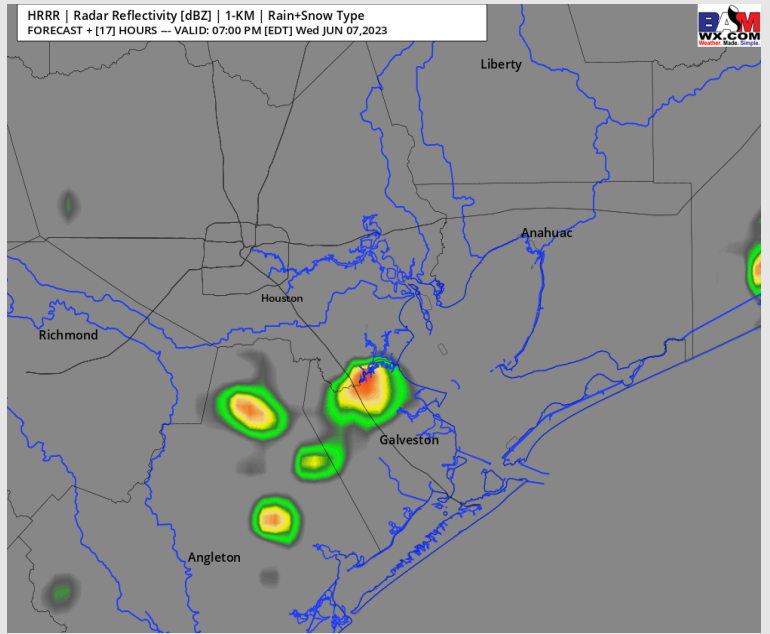 HRRR | Radar Reflectivity [dBZ] | 1-KM | Rain+Snow Type
FORECAST + [17] HOURS --- VALID: 07:00 PM [EDT] Wed JUN 07,2023
BAM
WX.COM
Weather. Made. Simple.
Liberty
Anahuac
Houston
Richmond
Galveston
Angleton